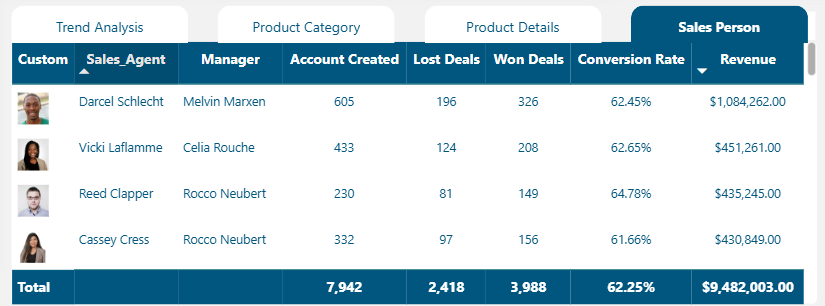 Trend Analysis Product Category Product Details Sales Person
Custom Sales_Agent Manager Account Created Lost Deals Won Deals Conversion Rate Revenue
Darcel Schlecht Melvin Marxen 605 196 326 62.45% $1,084,262.00
Vicki Laflamme Celia Rouche 433 124 208 62.65% $451,261.00
Reed Clapper Rocco Neubert 230 81 149 64.78% $435,245.00
Cassey Cress Rocco Neubert 332 97 156 61.66% $430,849.00
Total 7,942 2,418 3,988 62.25% $9,482,003.00